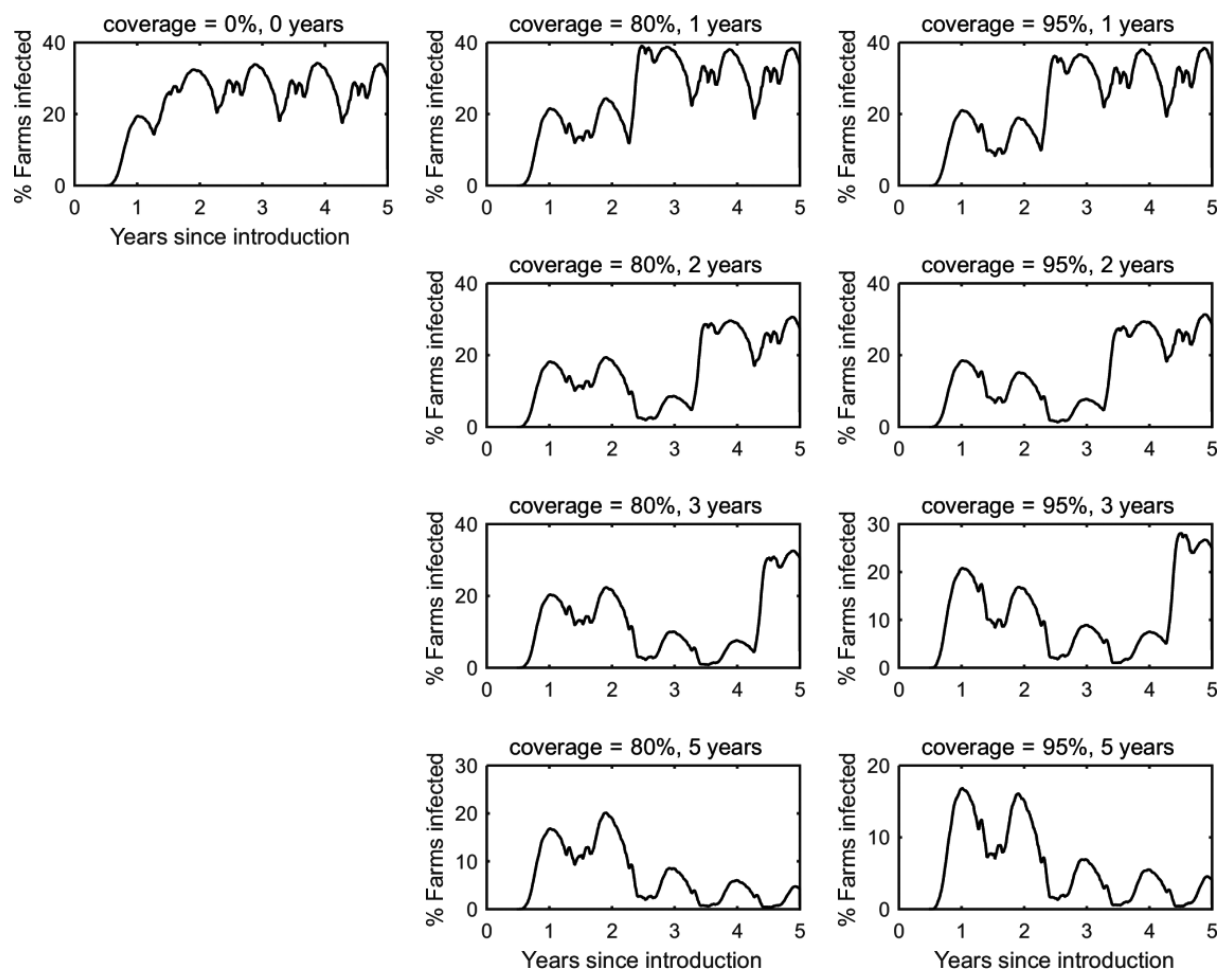 coverage = 0%, 0 years
% Farms infected
40
20
0
0 1 2 3 4 5
Years since introduction
coverage = 80%, 1 years
% Farms infected
40
20
0
0 1 2 3 4 5
coverage = 95%, 1 years
% Farms infected
40
20
0
0 1 2 3 4 5
coverage = 80%, 2 years
% Farms infected
40
20
0
0 1 2 3 4 5
coverage = 95%, 2 years
% Farms infected
40
20
0
0 1 2 3 4 5
coverage = 80%, 3 years
% Farms infected
40
20
0
0 1 2 3 4 5
coverage = 95%, 3 years
% Farms infected
30
20
10
0
0 1 2 3 4 5
coverage = 80%, 5 years
% Farms infected
30
20
10
0
0 1 2 3 4 5
Years since introduction
coverage = 95%, 5 years
% Farms infected
20
10
0
0 1 2 3 4 5
Years since introduction